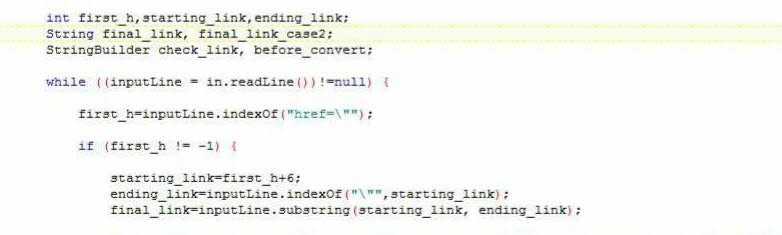 int first_h,starting_link,ending_link;
String final_link, final_link_case2;
StringBuilder check_link, before_convert;
while ((inputLine = in.readLine())!=null) {
first_h=inputLine.indexOf("href=\"");
if (first_h != -1) {
starting_link=first_h+6;
ending_link=inputLine.indexOf("\"",starting_link);
final_link=inputLine.substring(starting_link, ending_link);